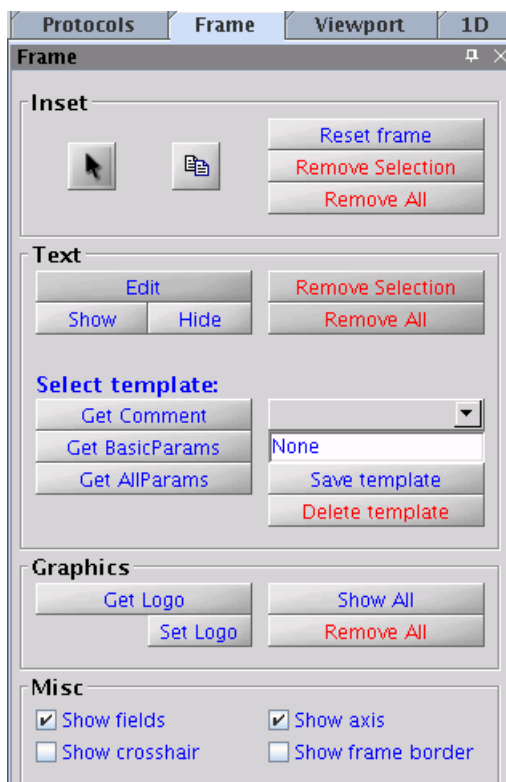 Protocols Frame Viewport 1D
Frame
Inset
Reset frame
Remove Selection
Remove All
Text
Edit Remove Selection
Show Hide Remove All
Select template:
Get Comment
Get BasicParams None
Get AllParams Save template
Delete template
Graphics
Get Logo Show All
Set Logo Remove All
Misc
Show fields Show axis
Show crosshair Show frame border